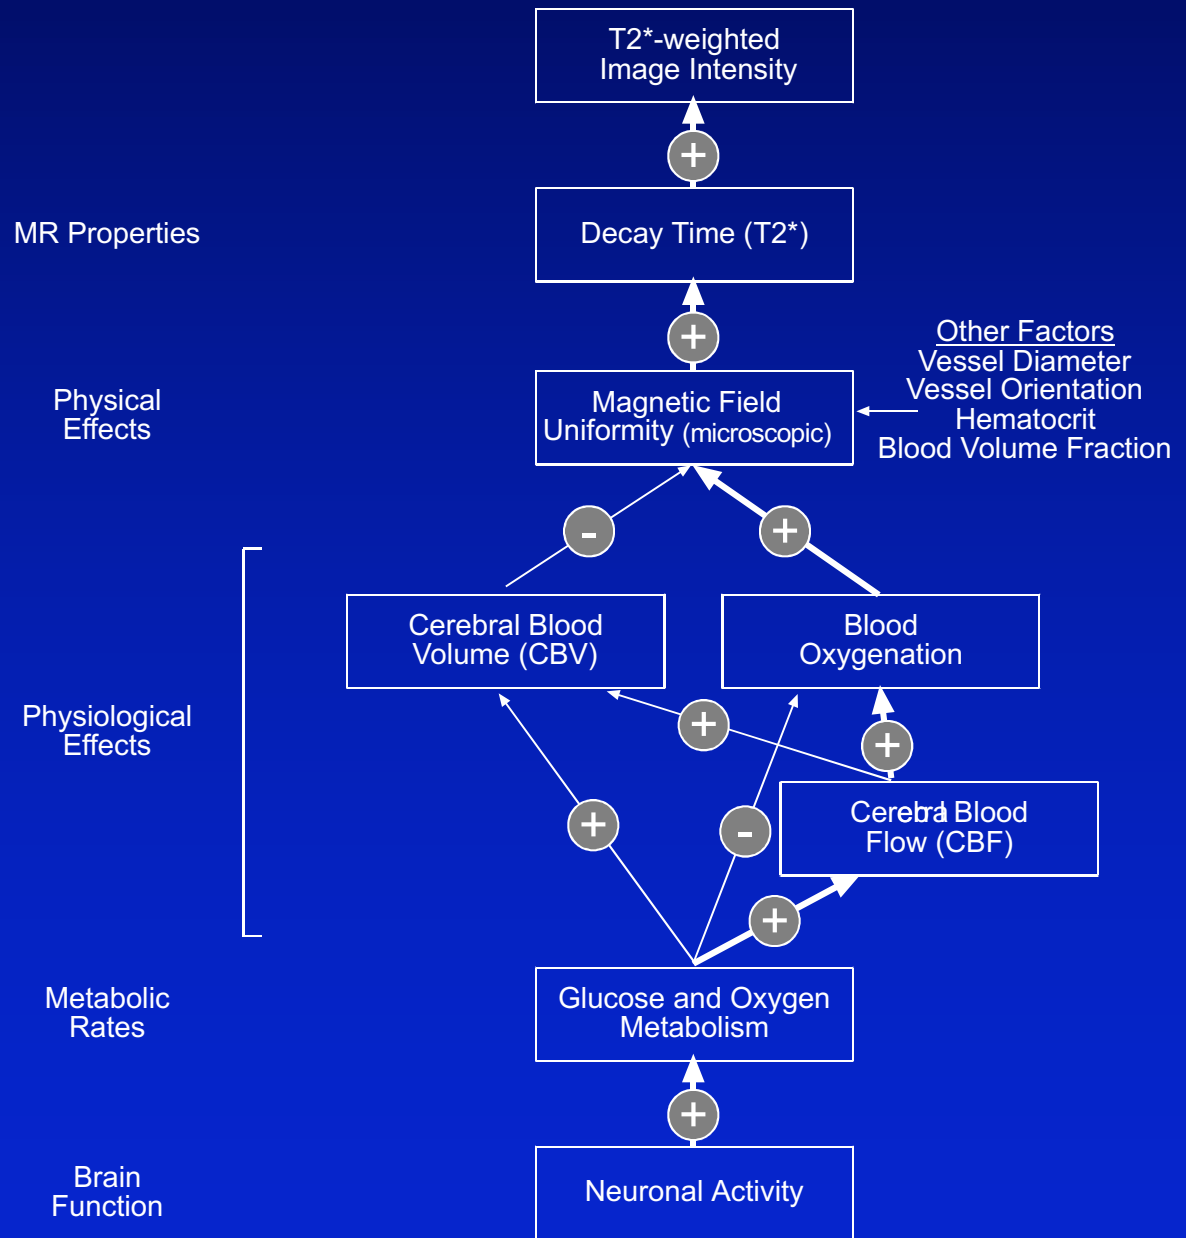 T2*-weighted
Image Intensity
+
MR Properties
Decay Time (T2*)
+
Other Factors
Vessel Diameter
Vessel Orientation
Hematocrit
Blood Volume Fraction
Physical
Effects
Magnetic Field
Uniformity (microscopic)
-
+
Cerebral Blood
Volume (CBV)
Blood
Oxygenation
Physiological
Effects
+
+
+
-
Cerebral Blood
Flow (CBF)
+
Metabolic
Rates
Glucose and Oxygen
Metabolism
+
Brain
Function
Neuronal Activity